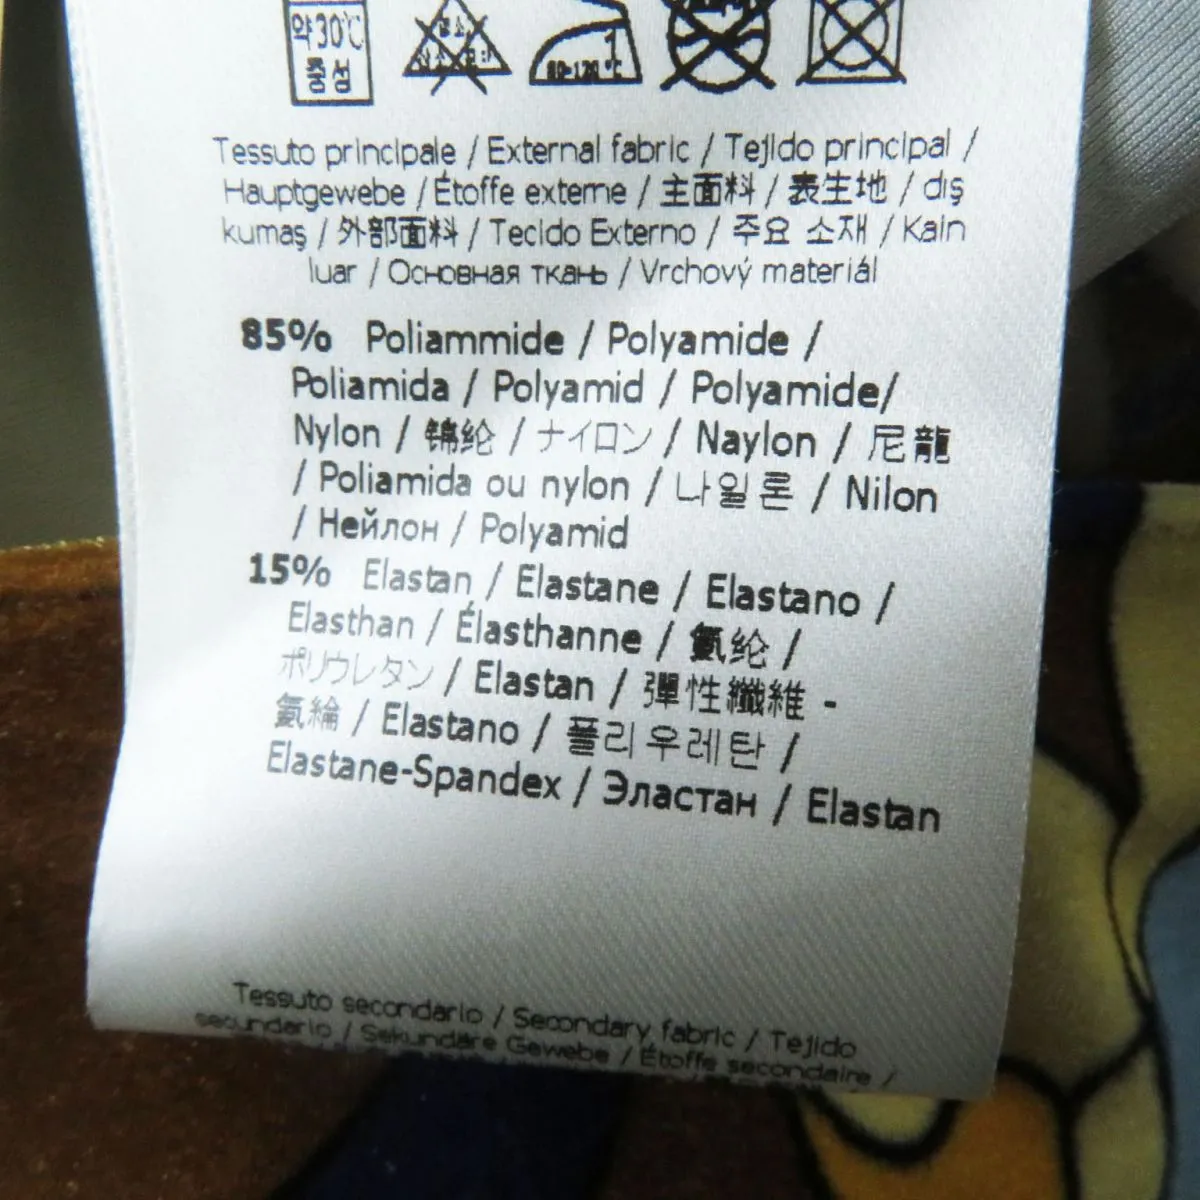 약30℃
중성
80-120℃
Tessuto principale / External fabric / Tejido principal /
Hauptgewebe / Étoffe externe / 主面料 / 表生地 / dış
kumaş / 外部面料 / Tecido Externo / 주요 소재 / Kain
luar / Основная ткань / Vrchový materiál
85% Poliammide / Polyamide /
Poliamida / Polyamid / Polyamide/
Nylon / 锦纶 / ナイロン / Naylon / 尼龍
/ Poliamida ou nylon / 나일론 / Nilon
/ Нейлон / Polyamid
15% Elastan / Elastane / Elastano /
Elasthan / Élasthanne / 氨纶 /
ポリウレタン / Elastan / 彈性纖維 -
氨綸 / Elastano / 폴리우레탄 /
Elastane-Spandex / Эластан / Elastan
Tessuto secondario / Secondary fabric / Tejido
secundario / Sekundäre Gewebe / Étoffe secondaire /